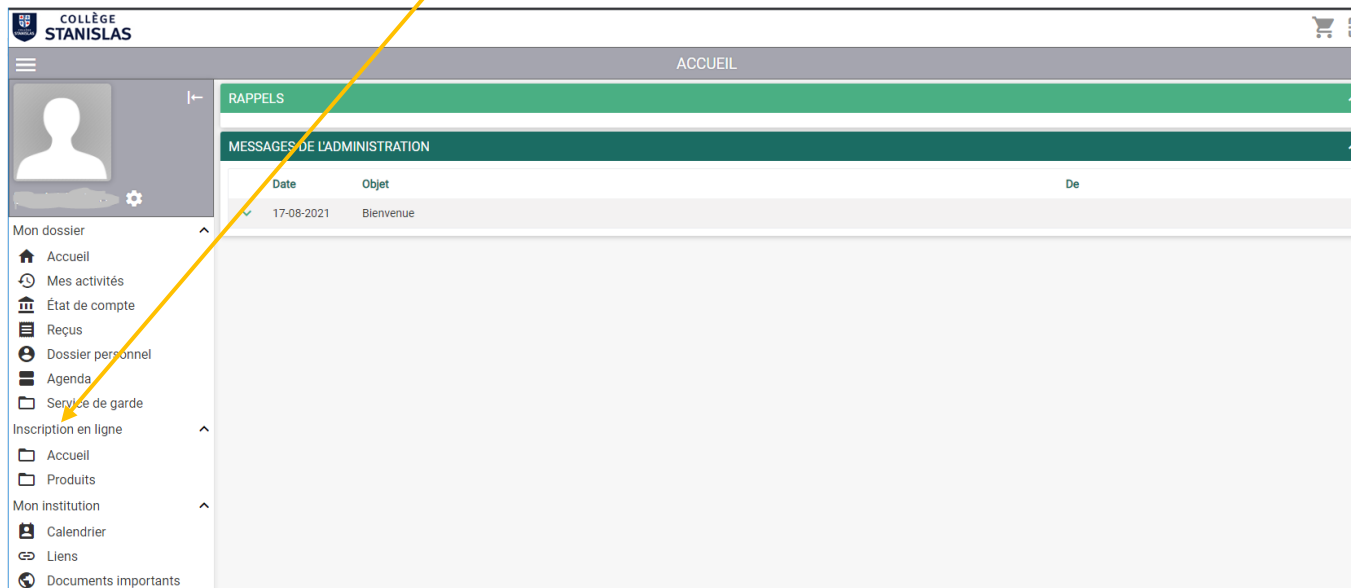 COLLÈGE
STANISLAS
ACCUEIL
RAPPELS
MESSAGES DE L'ADMINISTRATION
Date Objet De
17-08-2021 Bienvenue
Mon dossier
Accueil
Mes activités
État de compte
Reçus
Dossier personnel
Agenda
Service de garde
Inscription en ligne
Accueil
Produits
Mon institution
Calendrier
Liens
Documents importants